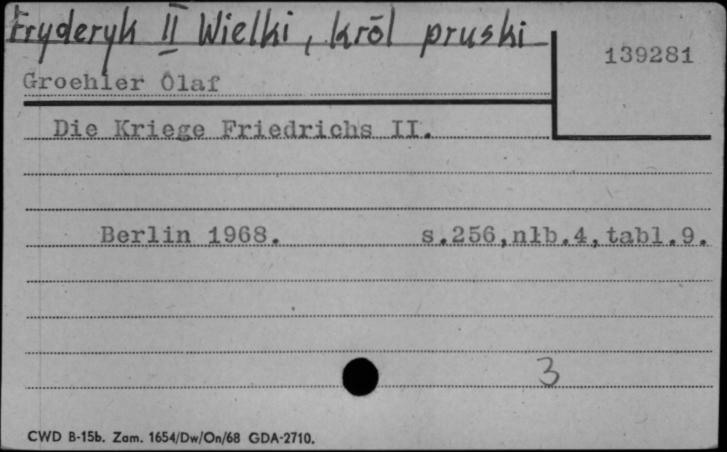 Fryderyk II Wielki, król pruski
139281
Groehler Olaf
Die Kriege Friedrichs II.
Berlin 1968. s.256,nlb.4,tabl.9.
3
CWD B-15b. Zam. 1654/Dw/On/68 GDA-2710.